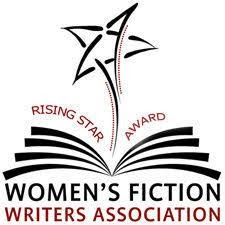 RISING STAR
AWARD
WOMEN'S FICTION
WRITERS ASSOCIATION